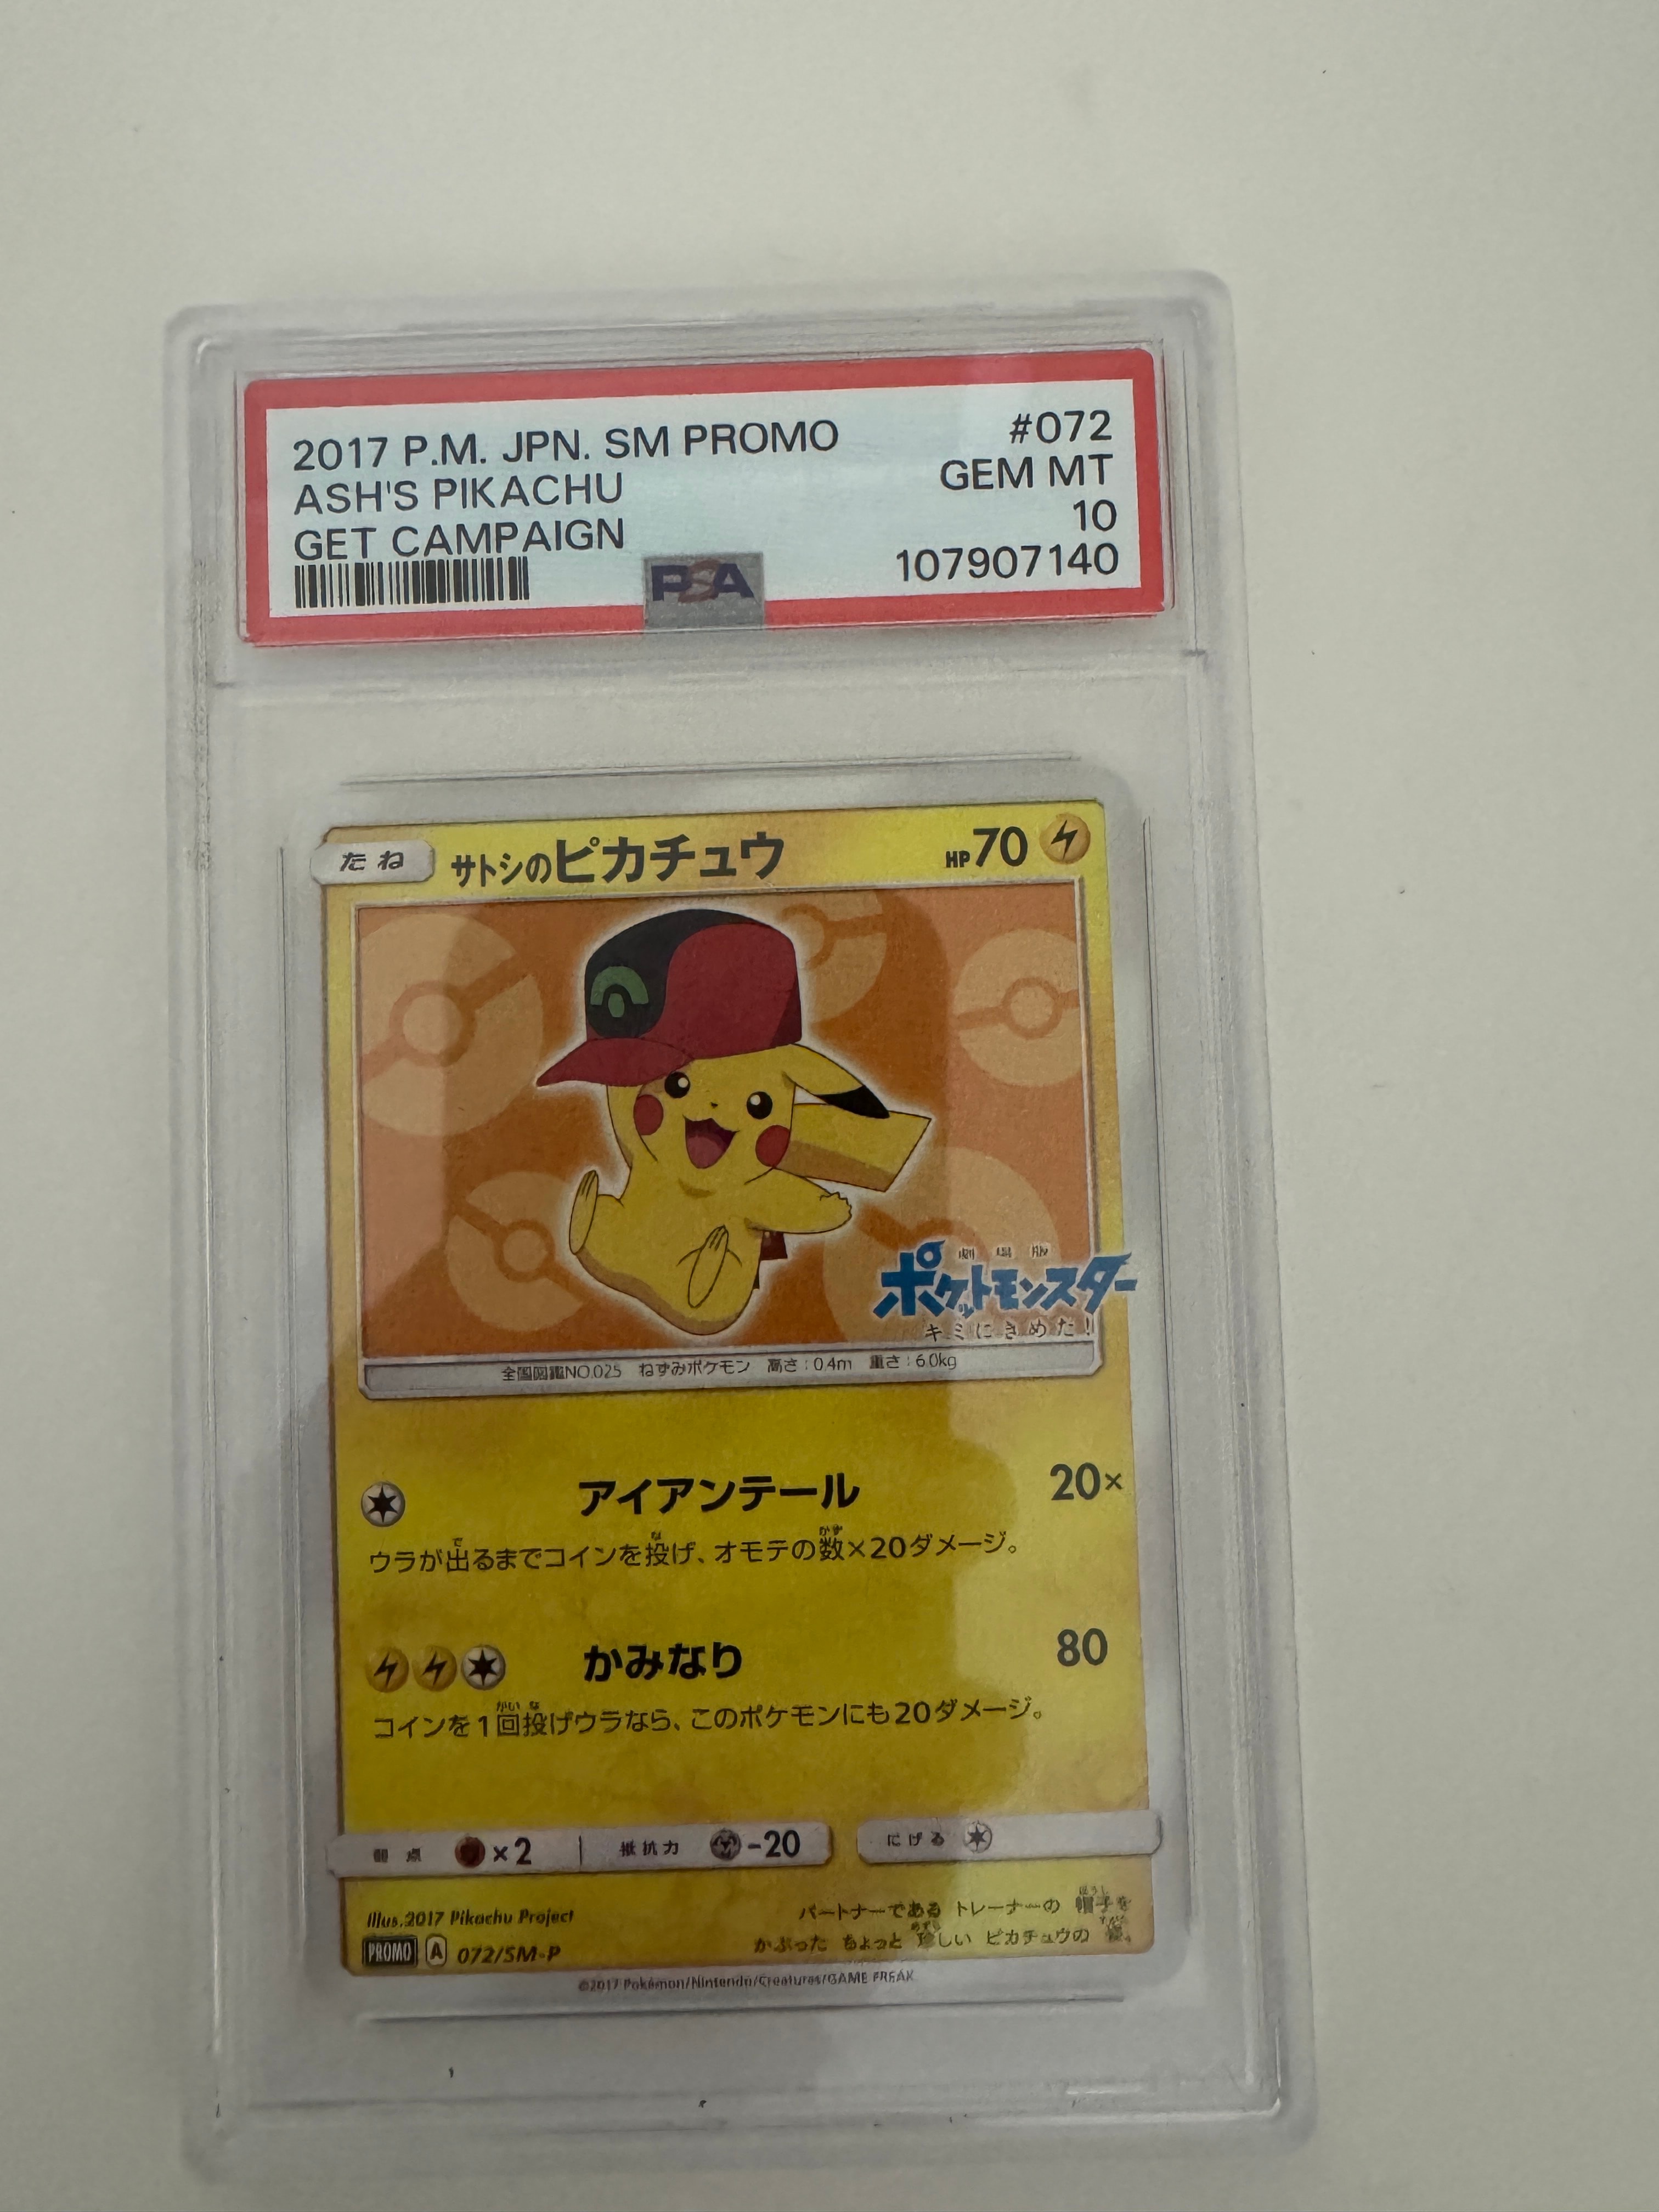 2017 P.M. JPN. SM PROMO #072
ASH'S PIKACHU GEM MT
GET CAMPAIGN 10
PSA 107907140
たね サトシのピカチュウ HP70
劇場版
ポケットモンスター
キミにきめた!
全国図鑑NO.025 ねずみポケモン 高さ:0.4m 重さ:6.0kg
アイアンテール 20×
ウラが出るまでコインを投げ、オモテの数×20ダメージ。
かみなり 80
コインを1回投げウラなら、このポケモンにも20ダメージ。
弱点 ×2 抵抗力 -20 にげる
Illus.2017 Pikachu Project
パートナーである トレーナーの 帽子を
かぶった ちょっと 珍しい ピカチュウの 姿。
PROMO A 072/SM-P
©2017 Pokémon/Nintendo/Creatures/GAME FREAK